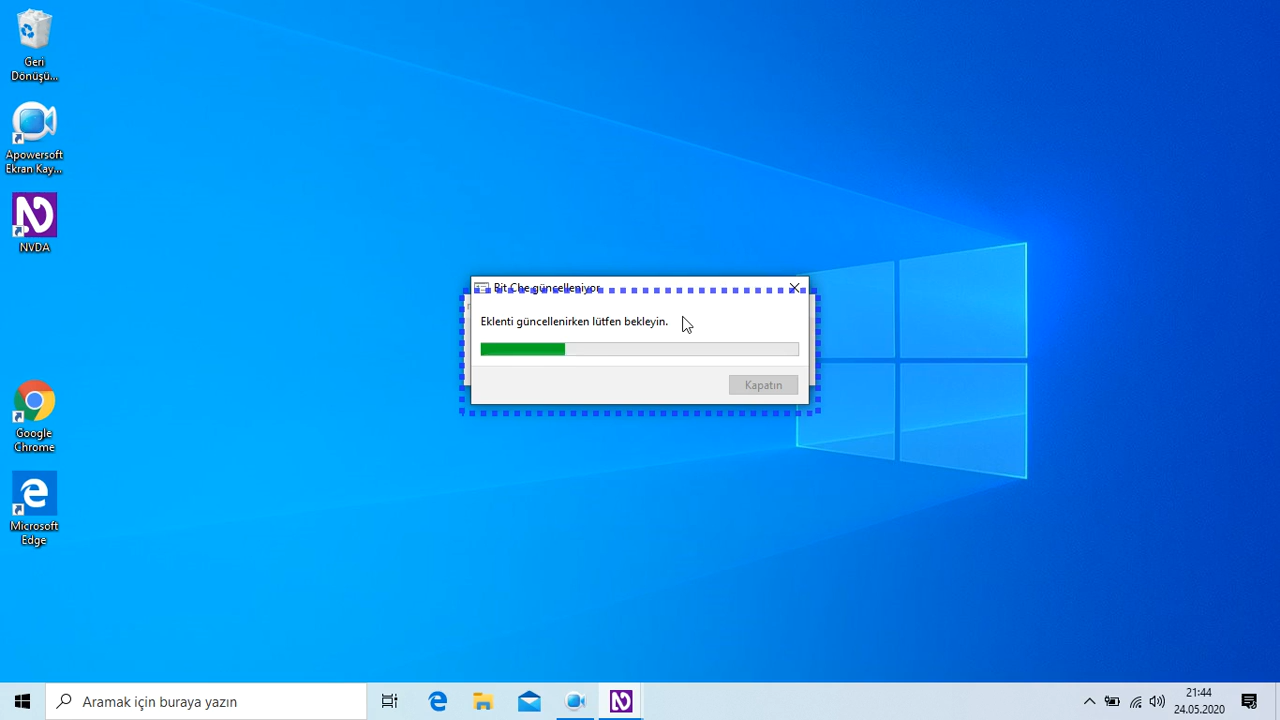 Geri
Dönüşü...
Apowersoft
Ekran Kay...
NVDA
Google
Chrome
Microsoft
Edge
Bit Che güncelleniyor
Eklenti güncellenirken lütfen bekleyin.
Kapatın
Aramak için buraya yazın
21:44
24.05.2020